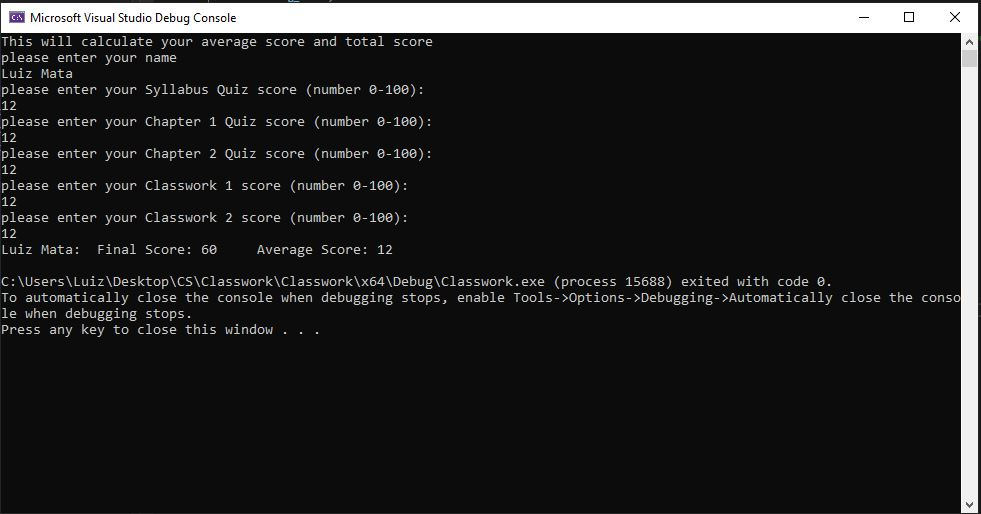 Microsoft Visual Studio Debug Console
This will calculate your average score and total score
please enter your name
Luiz Mata
please enter your Syllabus Quiz score (number 0-100):
12
please enter your Chapter 1 Quiz score (number 0-100):
12
please enter your Chapter 2 Quiz score (number 0-100):
12
please enter your Classwork 1 score (number 0-100):
12
please enter your Classwork 2 score (number 0-100):
12
Luiz Mata:  Final Score: 60     Average Score: 12
C:\Users\Luiz\Desktop\CS\Classwork\Classwork\x64\Debug\Classwork.exe (process 15688) exited with code 0.
To automatically close the console when debugging stops, enable Tools->Options->Debugging->Automatically close the conso
le when debugging stops.
Press any key to close this window . . .